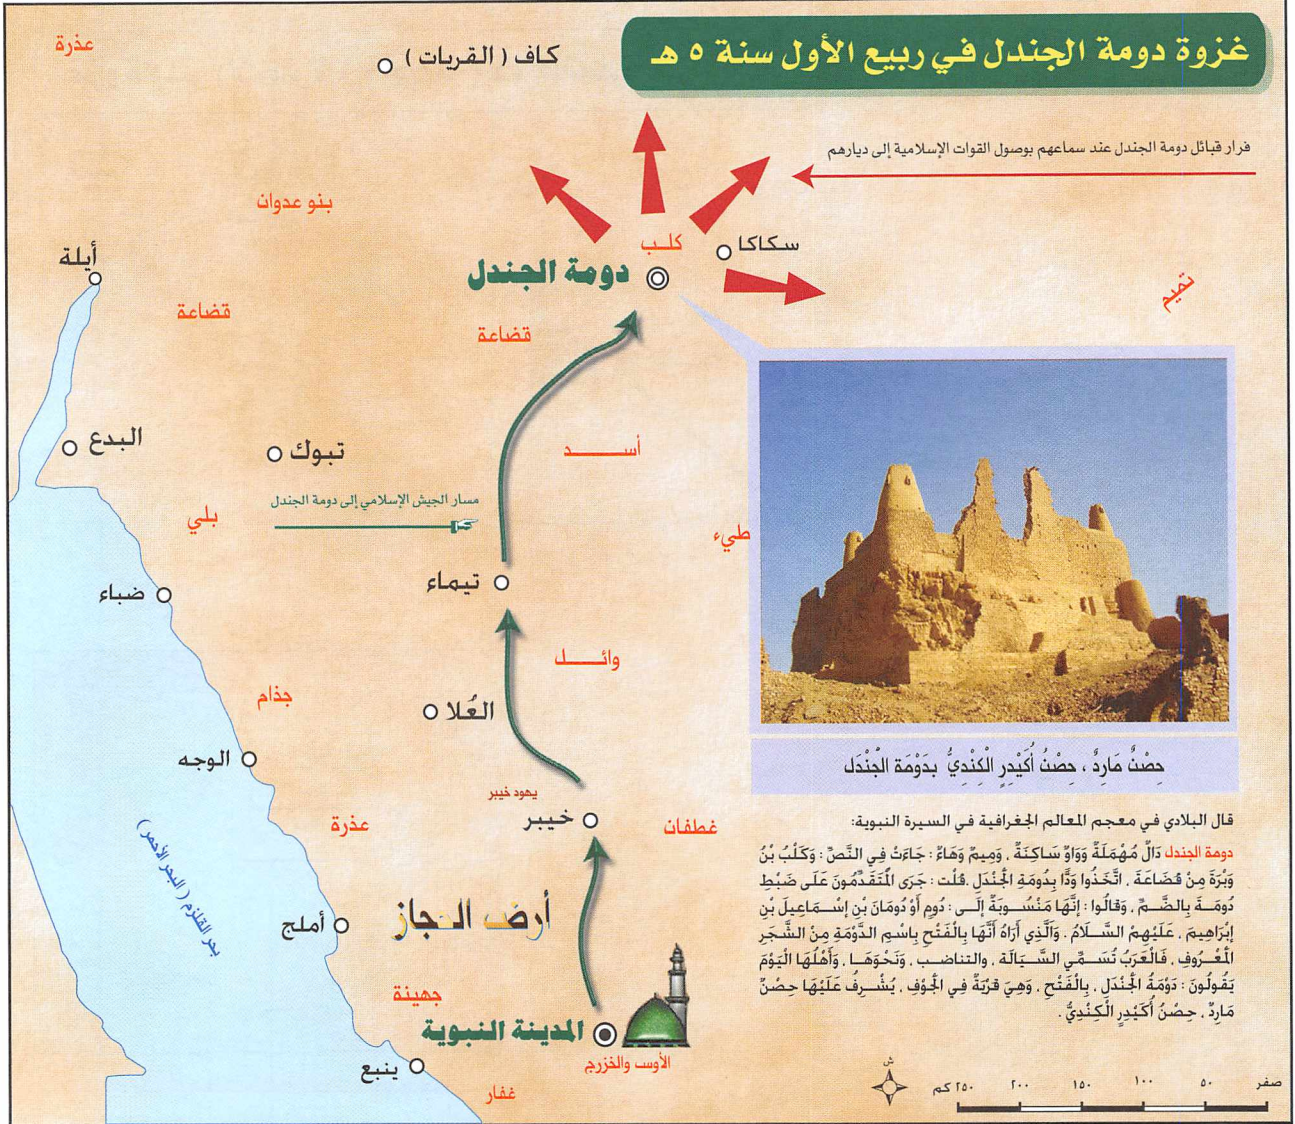 غزوة دومة الجندل في ربيع الأول سنة ٥ هـ
عذرة
كاف ( القريات )
فرار قبائل دومة الجندل عند سماعهم بوصول القوات الإسلامية إلى ديارهم
بنو عدوان
كلب
سكاكا
أيلة
دومة الجندل
تميم
قضاعة
قضاعة
البدع
تبوك
أسد
مسار الجيش الإسلامي إلى دومة الجندل
بلي
طيء
تيماء
ضباء
وائل
جذام
العُلا
الوجه
حِصْنٌ مَارِدٌ ، حِصْنُ أُكَيْدِرِ الْكِنْدِيُّ بدَوْمَة الْجَنْدَل
يهود خيبر
خيبر
عذرة
غطفان
بحر القلزم ( البحر الأحمر )
قال البلادي في معجم المعالم الجغرافية في السيرة النبوية:
دومة الجندل دَالٌ مُهْمَلَةٌ وَوَاوٌ سَاكِنَةٌ ، وَمِيمٌ وَهَاءٌ : جَاءَتْ فِي النَّصِّ : وَكَلْبُ بْنُ
وَبْرَةَ مِنْ قُضَاعَةَ ، اتَّخَذُوا وَدًّا بِدُومَةِ الْجَنْدَلِ .قُلْت : جَرَى الْمُتَقَدِّمُونَ عَلَى ضَبْطِ
دُومَةَ بِالضَّمِّ ، وَقَالُوا : إِنَّهَا مَنْسُوبَةٌ إِلَى : دُومِ أَوْ دُومَانَ بْنِ إِسْمَاعِيلَ بْنِ
إبْرَاهِيمَ ، عَلَيْهِمُ السَّلَامُ . وَالَّذِي أَرَاهُ أَنَّهَا بِالْفَتْحِ بِاسْمِ الدَّوْمَةِ مِنَ الشَّجَرِ
الْمَعْرُوفِ ، فَالْعَرَبُ تُسَمِّي السَّيَالَة ، والتناضب ، وَنَحْوَهَا ، وَأَهْلُهَا الْيَوْمَ
يَقُولُونَ : دَوْمَةُ الْجَنْدَلِ ، بِالْفَتْحِ ، وَهِيَ قَرْيَةٌ فِي الْجَوْفِ ، يُشْرِفُ عَلَيْهَا حِصْنُ
مَارِدٌ ، حِصْنُ أُكَيْدِرِ الْكِنْدِيُّ .
أرض الحجاز
أملج
جهينة
المدينة النبوية
الأوس والخزرج
ينبع
غفار
ش
صفر ٥٠ ١٠٠ ١٥٠ ٢٠٠ ٢٥٠ كم